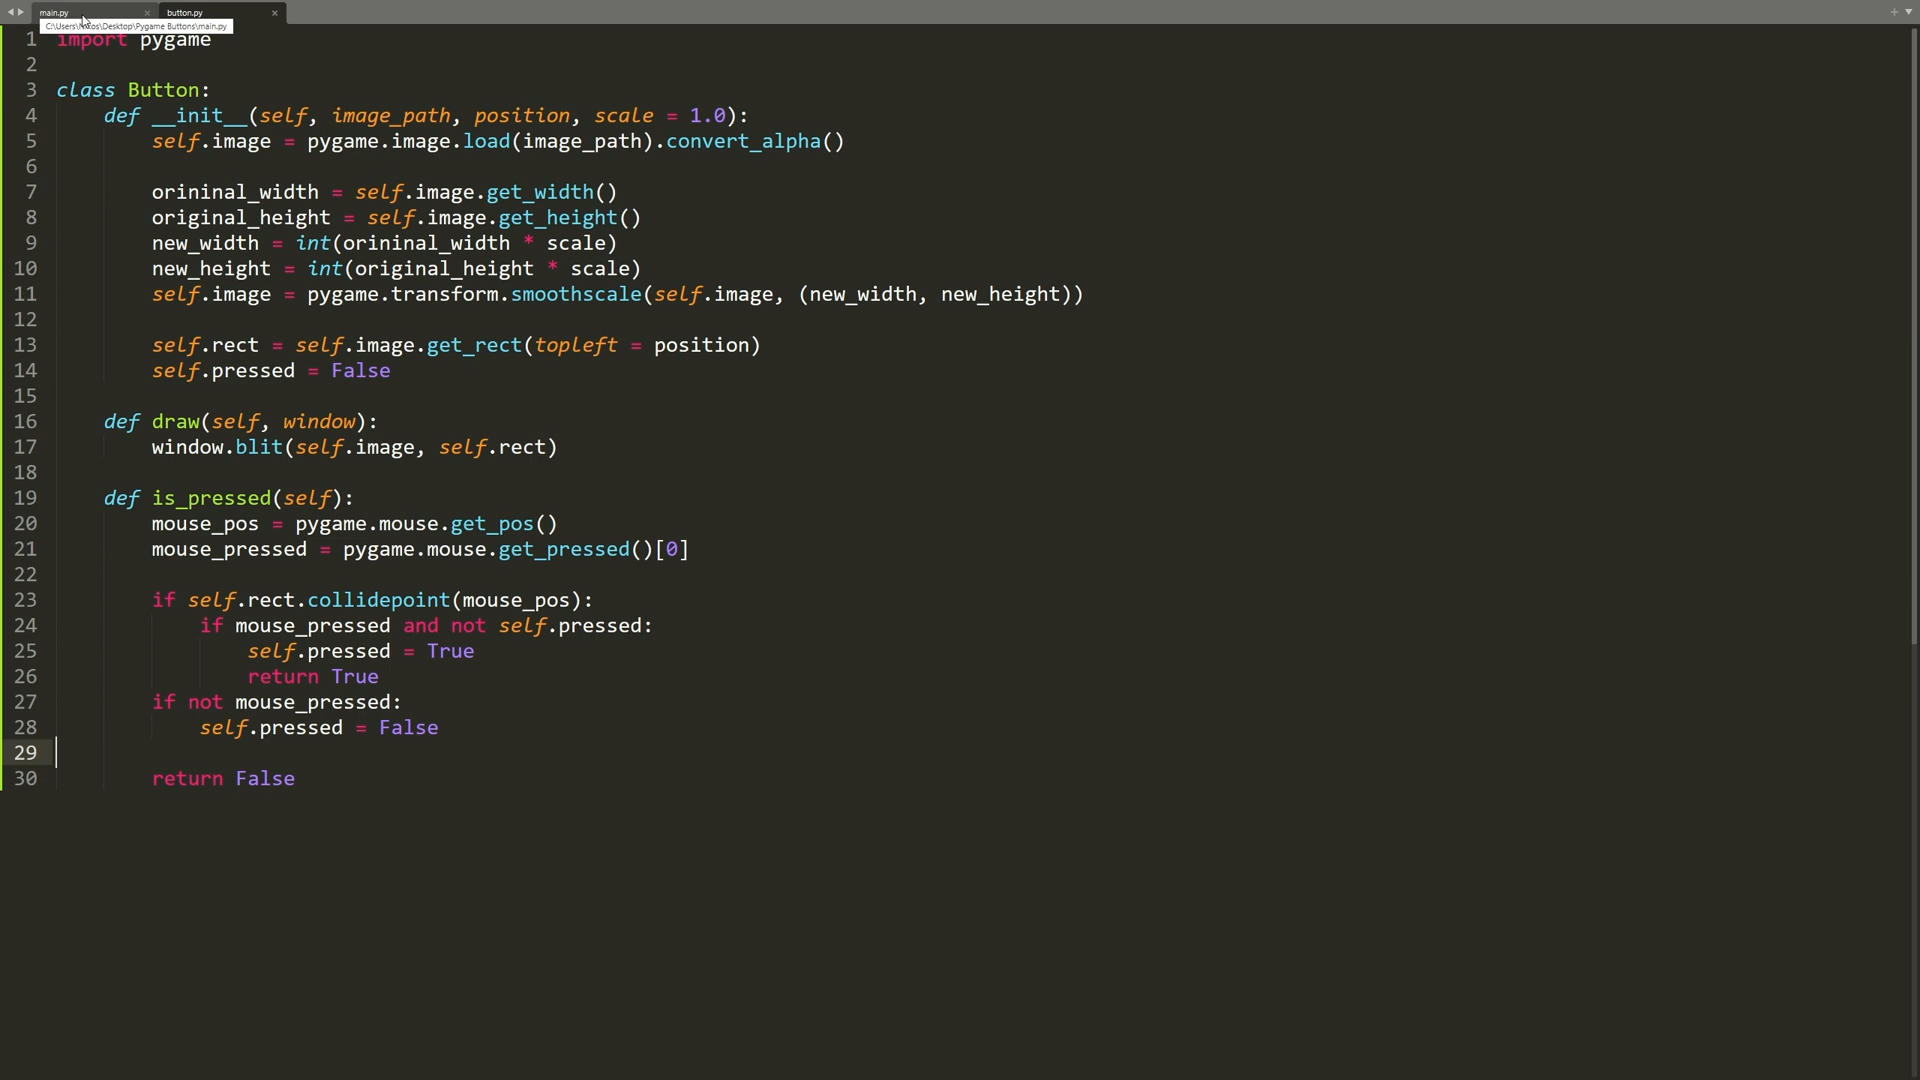 main.py
button.py
C:\Users\Nikos\Desktop\Pygame Buttons\main.py
1 import pygame
2
3 class Button:
4     def __init__(self, image_path, position, scale = 1.0):
5         self.image = pygame.image.load(image_path).convert_alpha()
6
7         orininal_width = self.image.get_width()
8         original_height = self.image.get_height()
9         new_width = int(orininal_width * scale)
10         new_height = int(original_height * scale)
11         self.image = pygame.transform.smoothscale(self.image, (new_width, new_height))
12
13         self.rect = self.image.get_rect(topleft = position)
14         self.pressed = False
15
16     def draw(self, window):
17         window.blit(self.image, self.rect)
18
19     def is_pressed(self):
20         mouse_pos = pygame.mouse.get_pos()
21         mouse_pressed = pygame.mouse.get_pressed()[0]
22
23         if self.rect.collidepoint(mouse_pos):
24             if mouse_pressed and not self.pressed:
25                 self.pressed = True
26                 return True
27         if not mouse_pressed:
28             self.pressed = False
29
30         return False